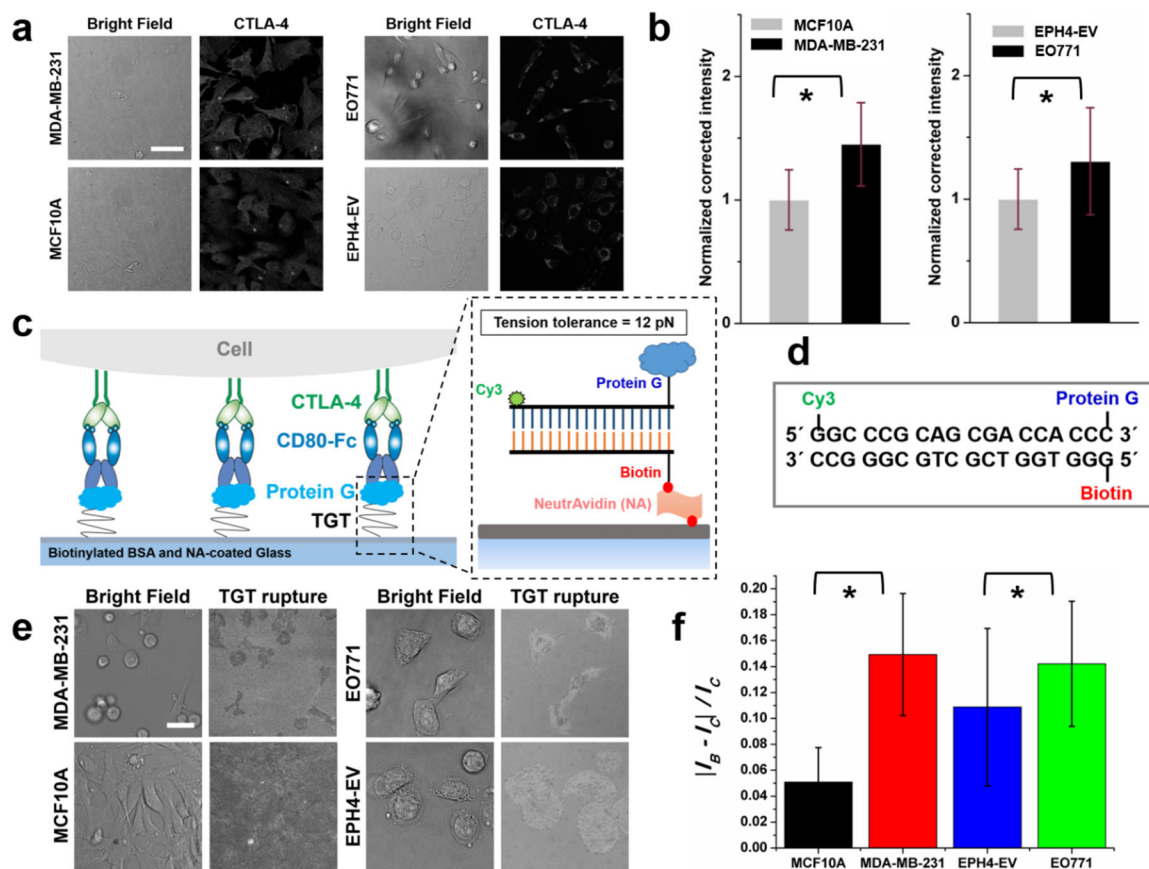 a
Bright Field
CTLA-4
Bright Field
CTLA-4
MDA-MB-231
EO771
MCF10A
EPH4-EV
b
MCF10A
MDA-MB-231
Normalized corrected intensity
2
1
0
*
EPH4-EV
EO771
Normalized corrected intensity
2
1
0
*
c
Cell
CTLA-4
CD80-Fc
Protein G
TGT
Biotinylated BSA and NA-coated Glass
Tension tolerance = 12 pN
Cy3
Protein G
Biotin
NeutrAvidin (NA)
d
Cy3
Protein G
5´ GGC CCG CAG CGA CCA CCC 3´
3´ CCG GGC GTC GCT GGT GGG 5´
Biotin
e
Bright Field
TGT rupture
Bright Field
TGT rupture
MDA-MB-231
EO771
MCF10A
EPH4-EV
f
|I_B - I_C| / I_C
0.20
0.18
0.16
0.14
0.12
0.10
0.08
0.06
0.04
0.02
0.00
*
*
MCF10A
MDA-MB-231
EPH4-EV
EO771